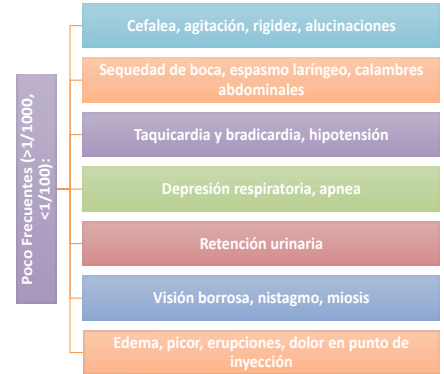 Poco Frecuentes (>1/1000,
<1/100):
Cefalea, agitación, rigidez, alucinaciones
Sequedad de boca, espasmo laríngeo, calambres
abdominales
Taquicardia y bradicardia, hipotensión
Depresión respiratoria, apnea
Retención urinaria
Visión borrosa, nistagmo, miosis
Edema, picor, erupciones, dolor en punto de
inyección